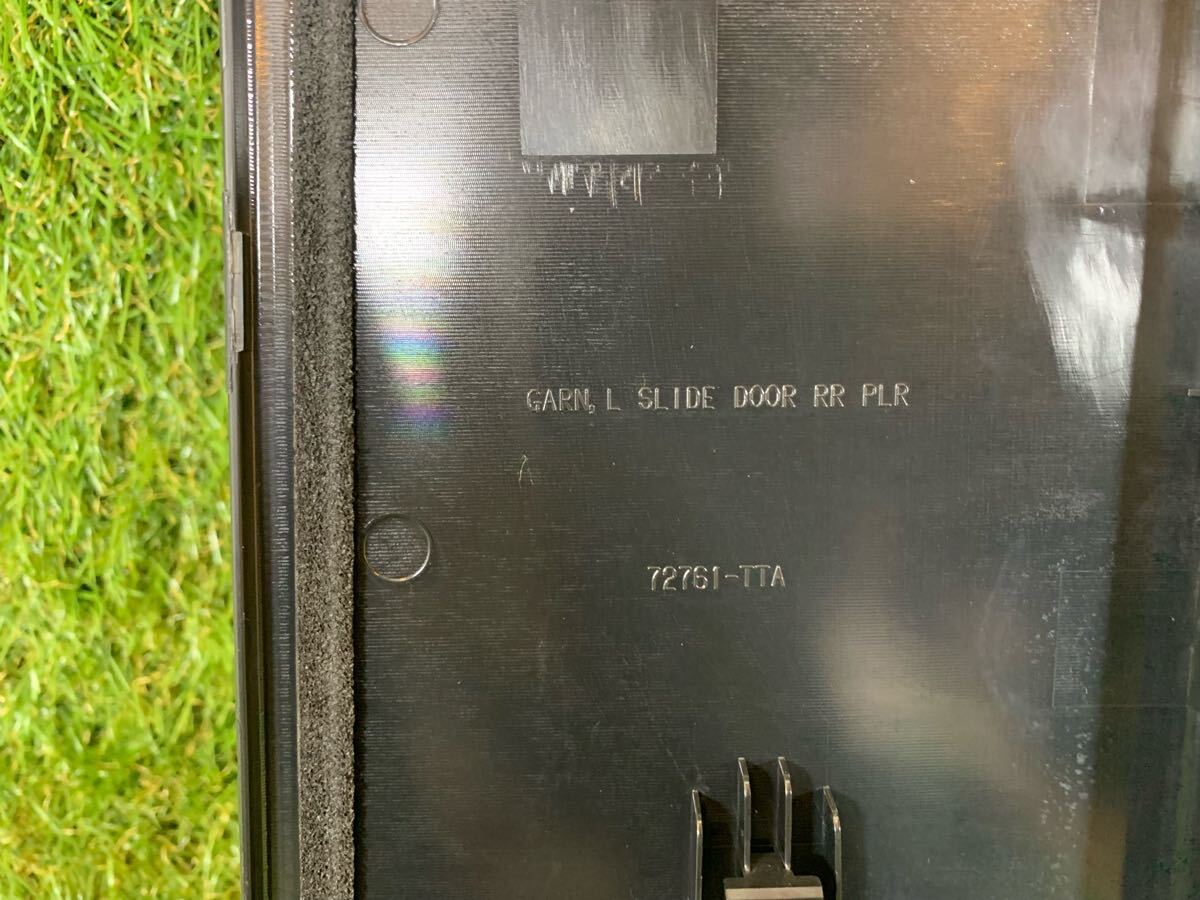 GARN, L SLIDE DOOR RR PLR
72761-TTA